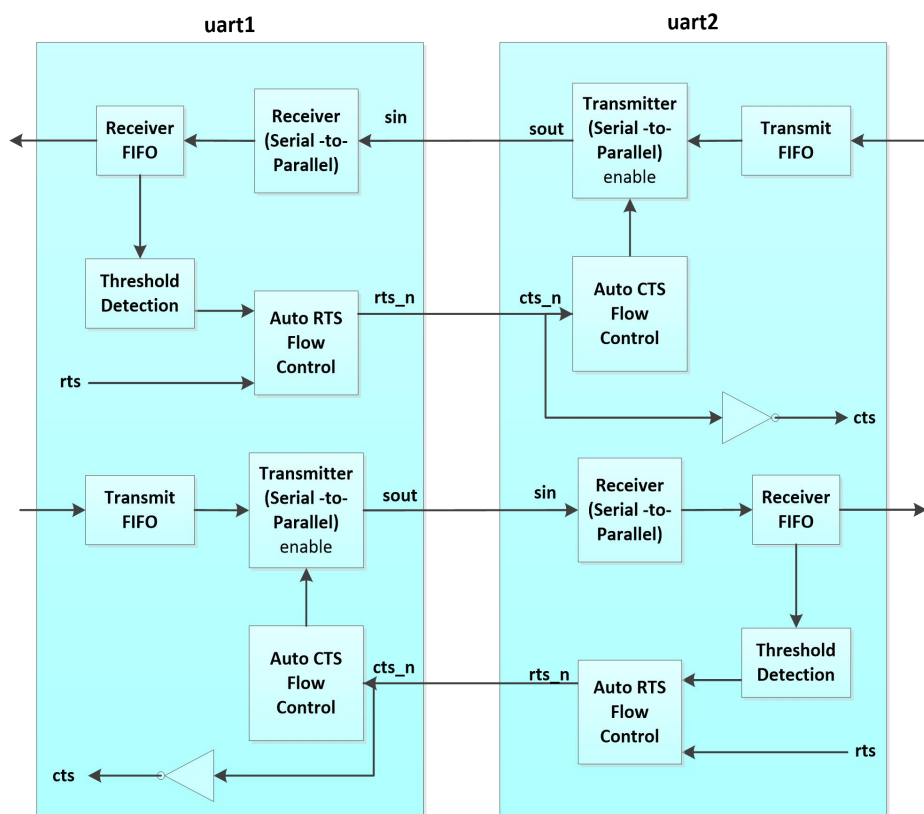 uart1
uart2
Receiver
FIFO
Receiver
(Serial -to-
Parallel)
sin
sout
Transmitter
(Serial -to-
Parallel)
enable
Transmit
FIFO
Threshold
Detection
Auto RTS
Flow
Control
rts_n
cts_n
Auto CTS
Flow
Control
rts
cts
Transmit
FIFO
Transmitter
(Serial -to-
Parallel)
enable
sout
sin
Receiver
(Serial -to-
Parallel)
Receiver
FIFO
Auto CTS
Flow
Control
cts_n
rts_n
Auto RTS
Flow
Control
Threshold
Detection
rts
cts